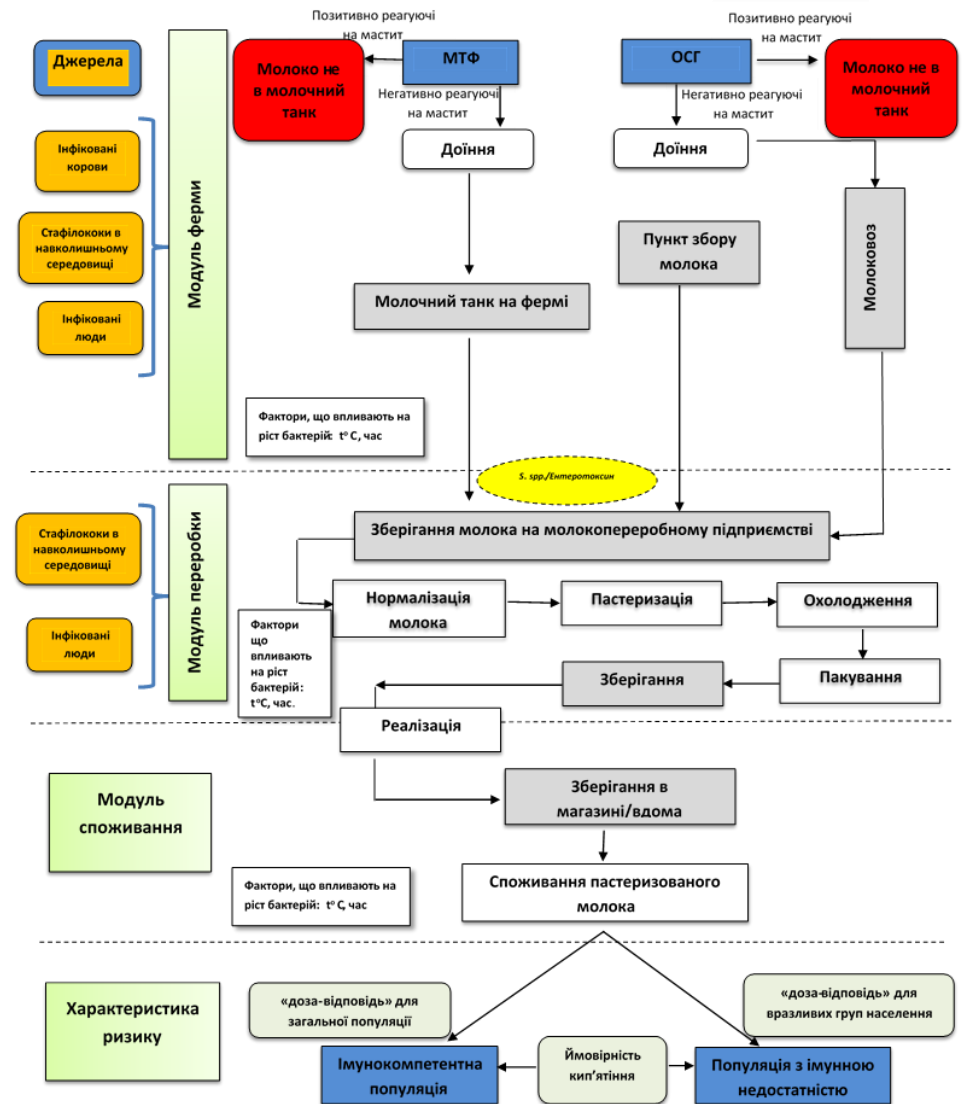 Позитивно реагуючі
на мастит
Позитивно реагуючі
на мастит
Джерела
Молоко не
в молочний
танк
МТФ
ОСГ
Молоко не
в молочний
танк
Негативно реагуючі
на мастит
Негативно реагуючі
на мастит
Доїння
Доїння
Інфіковані
корови
Стафілококи в
навколишньому
середовищі
Інфіковані
люди
Модуль ферми
Пункт збору
молока
Молоковоз
Молочний танк на фермі
Фактори, що впливають на
ріст бактерій: t° C, час
S. spp./Ентеротоксин
Стафілококи в
навколишньому
середовищі
Інфіковані
люди
Модуль переробки
Зберігання молока на молокопереробному підприємстві
Нормалізація
молока
Пастеризація
Охолодження
Фактори
що
впливають
на ріст
бактерій:
t°C, час.
Зберігання
Пакування
Реалізація
Модуль
споживання
Зберігання в
магазині/вдома
Фактори, що впливають на
ріст бактерій: t° C, час
Споживання пастеризованого
молока
Характеристика
ризику
«доза-відповідь» для
загальної популяції
«доза-відповідь» для
вразливих груп населення
Імунокомпетентна
популяція
Ймовірність
кип'ятіння
Популяція з імунною
недостатністю